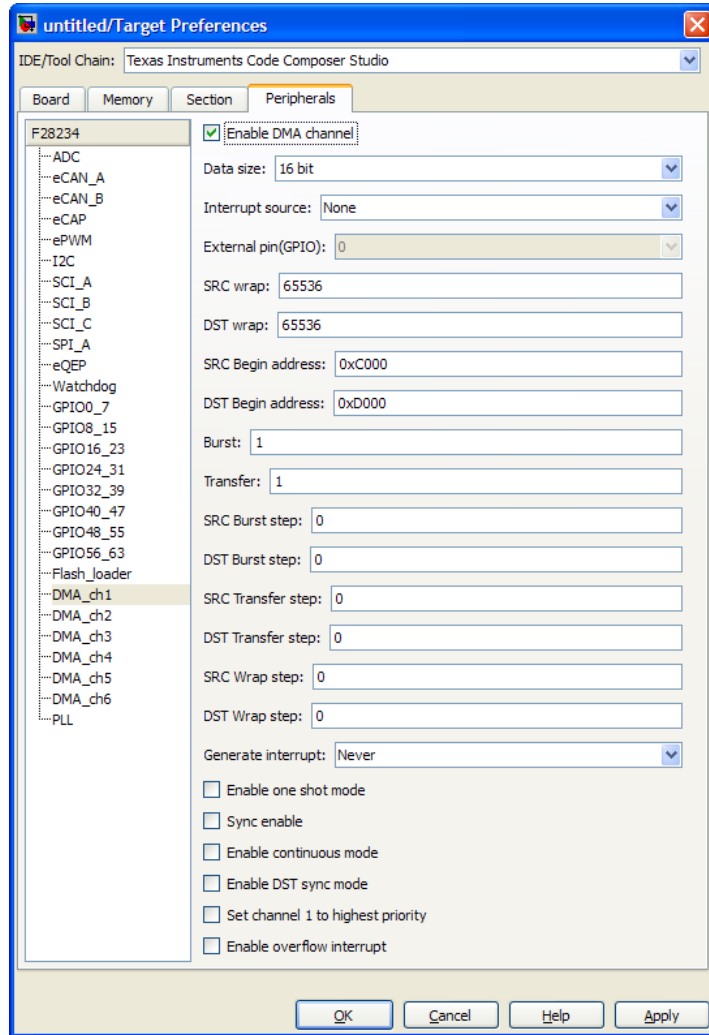 untitled/Target Preferences
IDE/Tool Chain: Texas Instruments Code Composer Studio
Board Memory Section Peripherals
F28234
ADC
eCAN_A
eCAN_B
eCAP
ePWM
I2C
SCI_A
SCI_B
SCI_C
SPI_A
eQEP
Watchdog
GPIO0_7
GPIO8_15
GPIO16_23
GPIO24_31
GPIO32_39
GPIO40_47
GPIO48_55
GPIO56_63
Flash_loader
DMA_ch1
DMA_ch2
DMA_ch3
DMA_ch4
DMA_ch5
DMA_ch6
PLL
Enable DMA channel
Data size: 16 bit
Interrupt source: None
External pin(GPIO): 0
SRC wrap: 65536
DST wrap: 65536
SRC Begin address: 0xC000
DST Begin address: 0xD000
Burst: 1
Transfer: 1
SRC Burst step: 0
DST Burst step: 0
SRC Transfer step: 0
DST Transfer step: 0
SRC Wrap step: 0
DST Wrap step: 0
Generate interrupt: Never
Enable one shot mode
Sync enable
Enable continuous mode
Enable DST sync mode
Set channel 1 to highest priority
Enable overflow interrupt
OK Cancel Help Apply